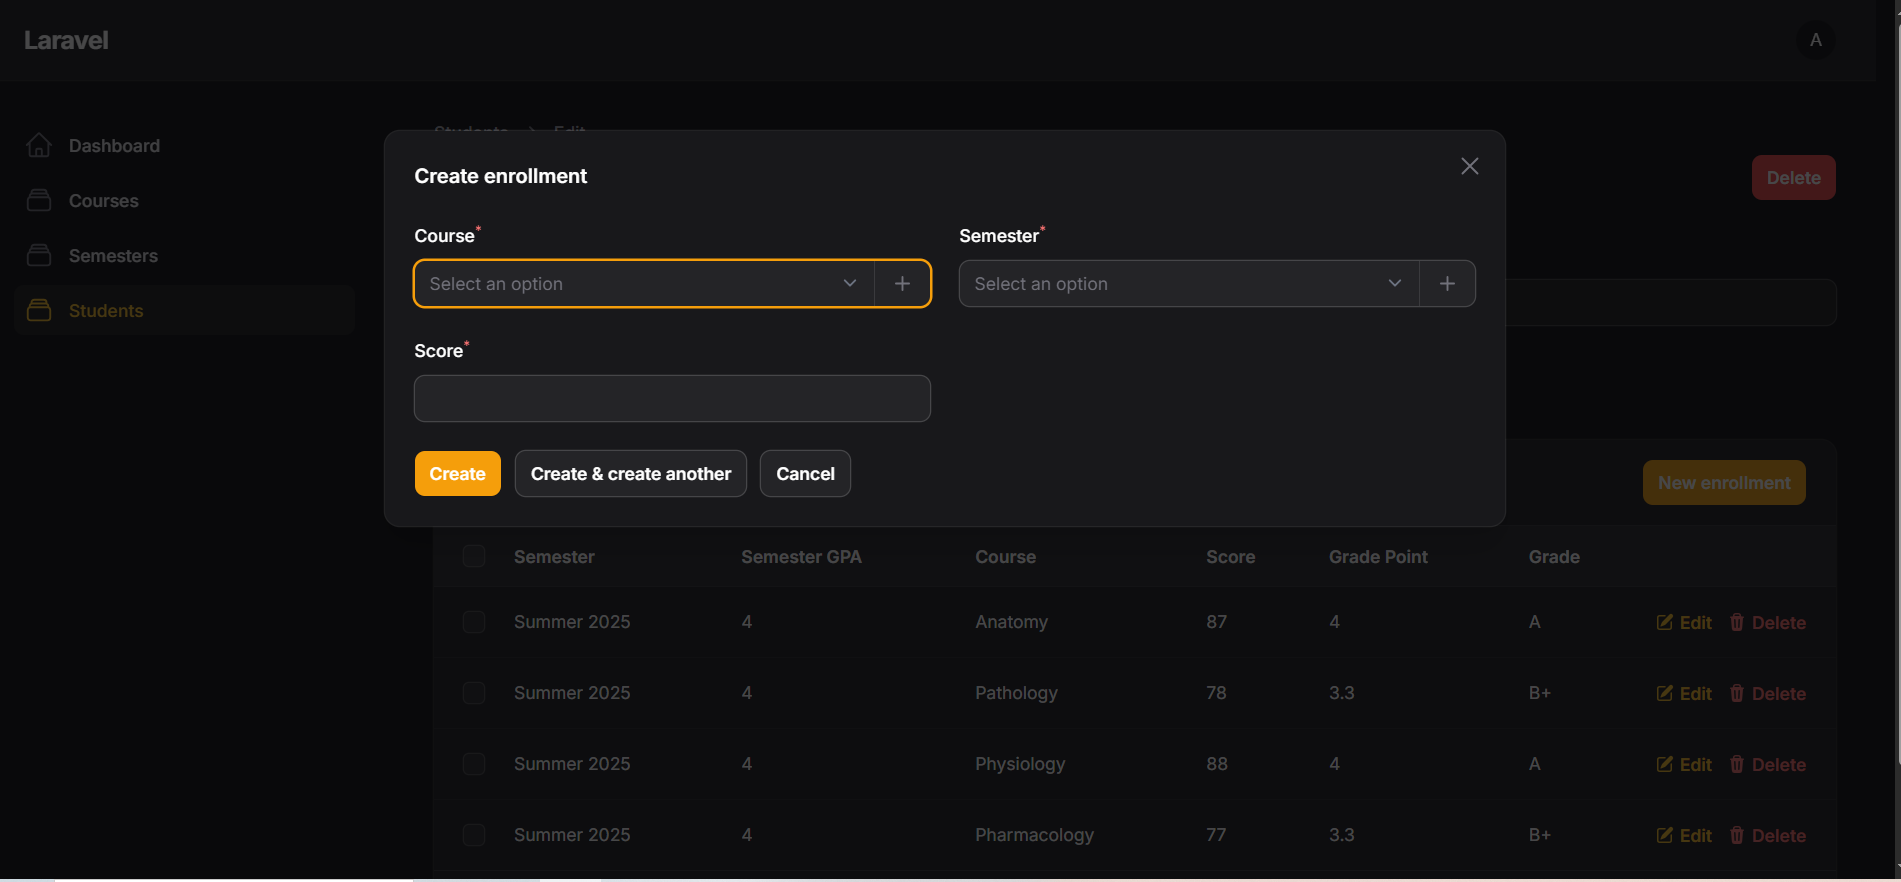 Laravel
A
Dashboard
Courses
Semesters
Students
Students > Edit
Delete
Create enrollment
Course*
Semester*
Select an option
Select an option
Score*
Create
Create & create another
Cancel
New enrollment
Semester Semester GPA Course Score Grade Point Grade
Summer 2025 4 Anatomy 87 4 A Edit Delete
Summer 2025 4 Pathology 78 3.3 B+ Edit Delete
Summer 2025 4 Physiology 88 4 A Edit Delete
Summer 2025 4 Pharmacology 77 3.3 B+ Edit Delete